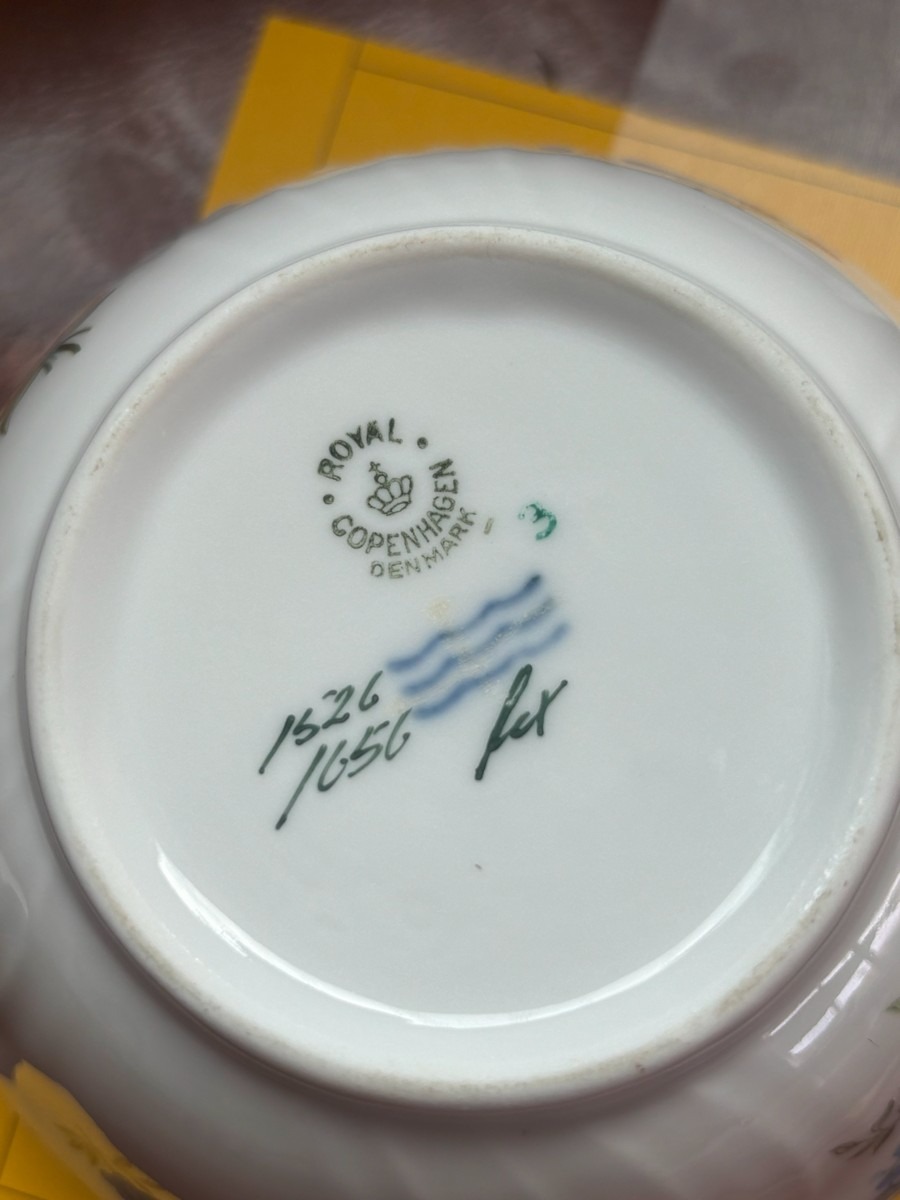 ROYAL
COPENHAGEN
DENMARK
3
1526
1656